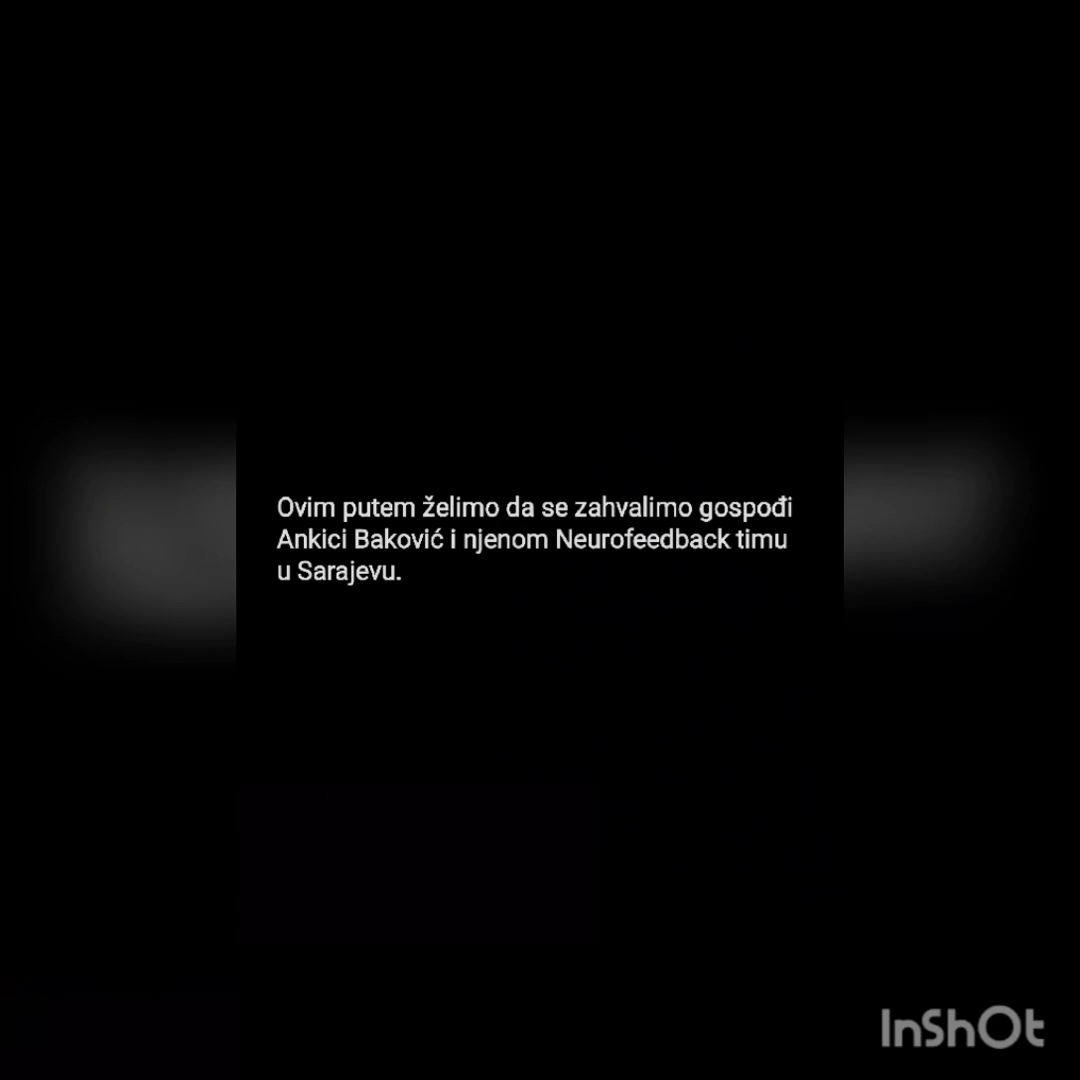 Ovim putem želimo da se zahvalimo gospođi
Ankici Baković i njenom Neurofeedback timu
u Sarajevu.
InShOt